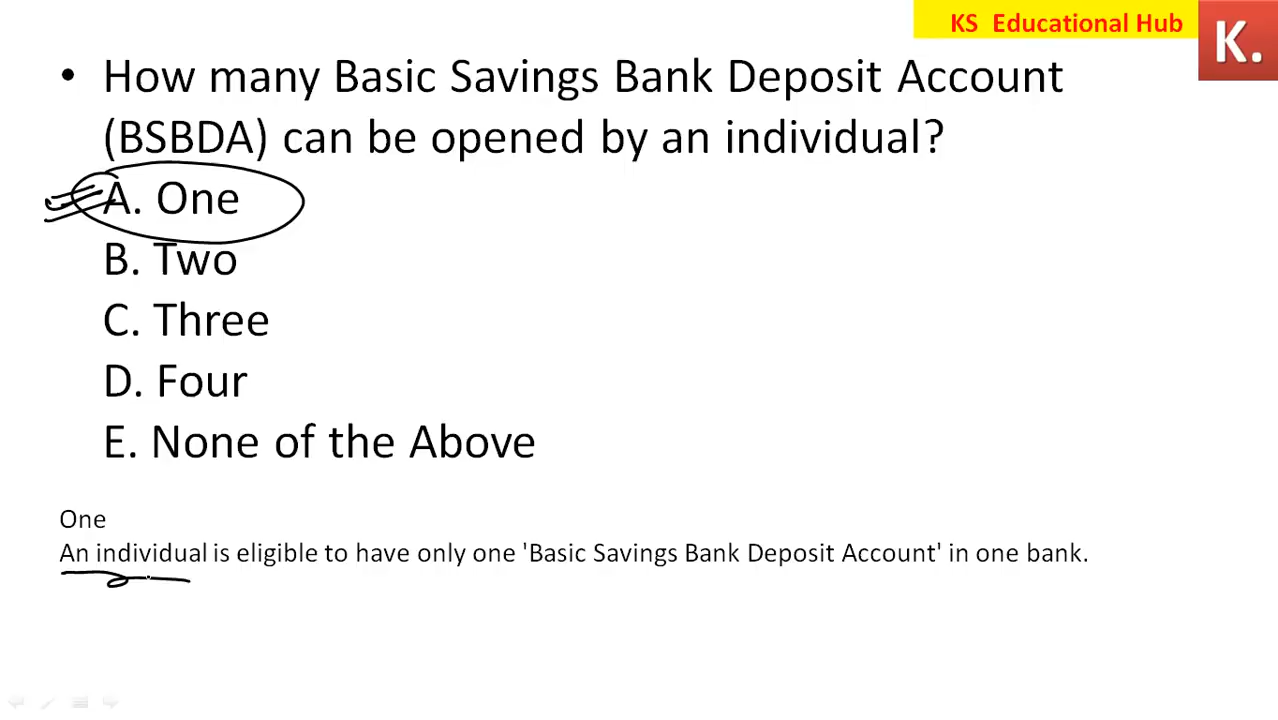 KS Educational Hub
K.
• How many Basic Savings Bank Deposit Account
(BSBDA) can be opened by an individual?
A. One
B. Two
C. Three
D. Four
E. None of the Above
One
An individual is eligible to have only one 'Basic Savings Bank Deposit Account' in one bank.